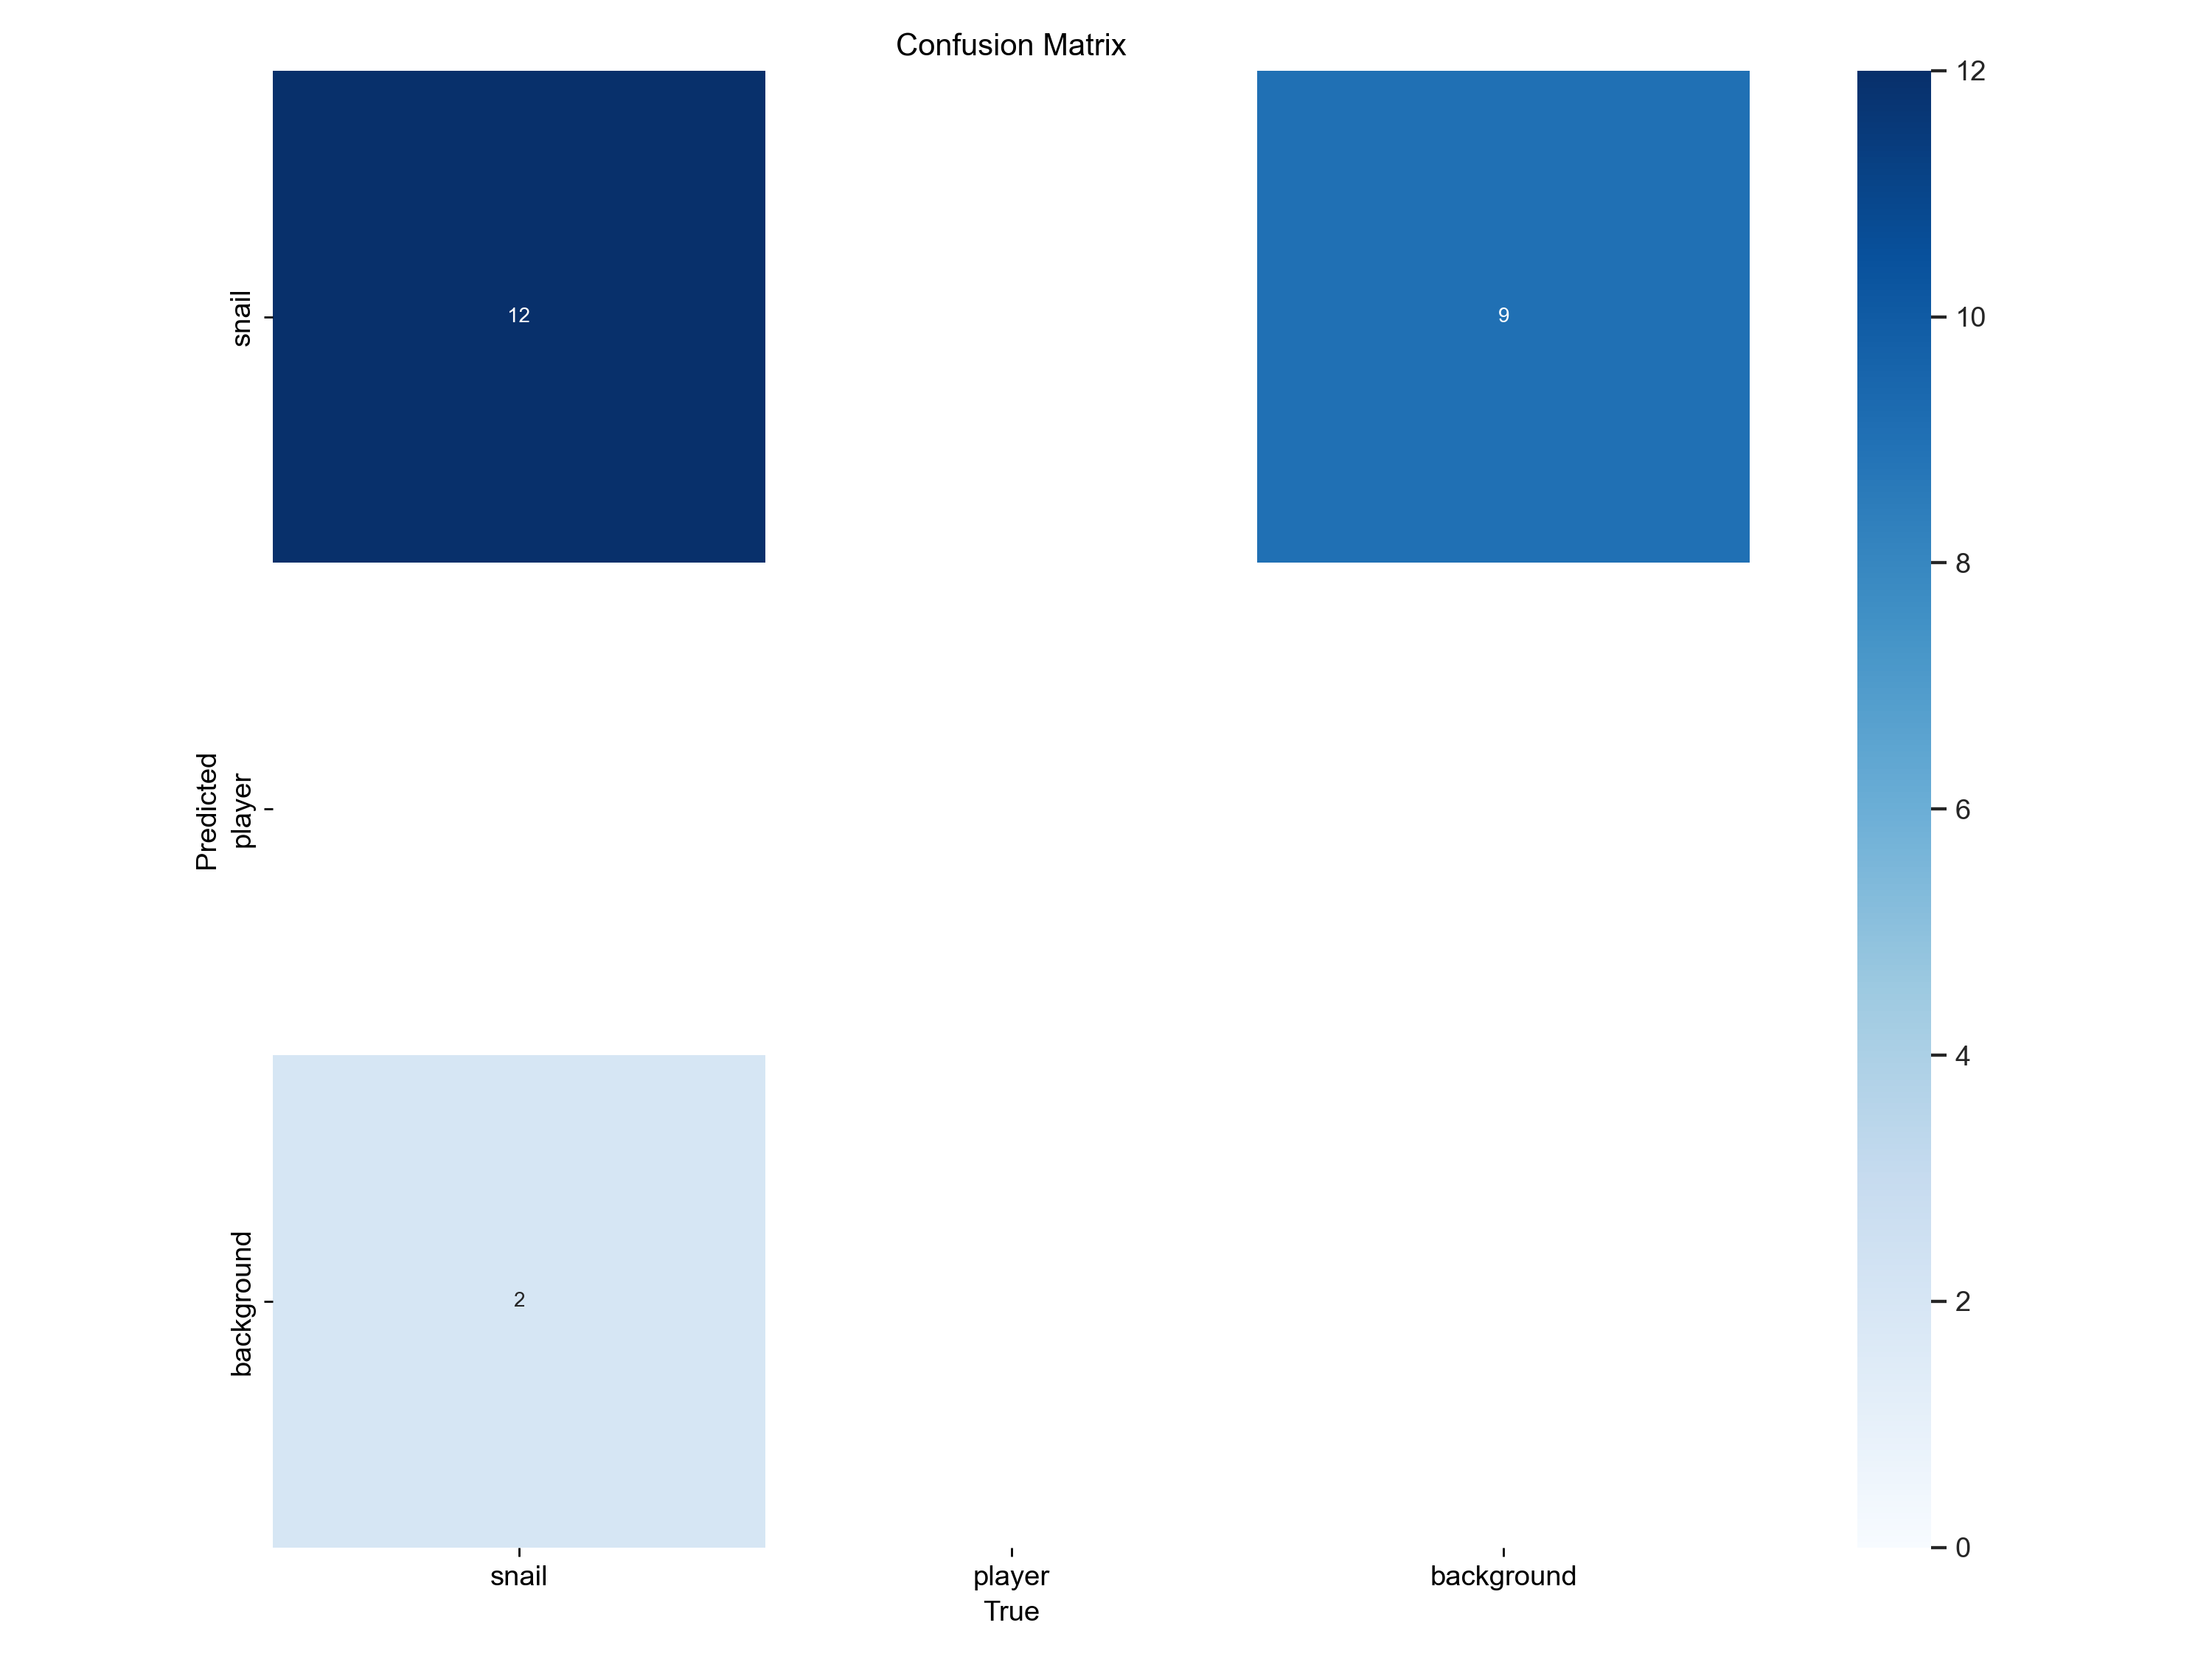 Confusion Matrix
snail
player
background
Predicted
12
9
2
snail
player
background
True
12
10
8
6
4
2
0